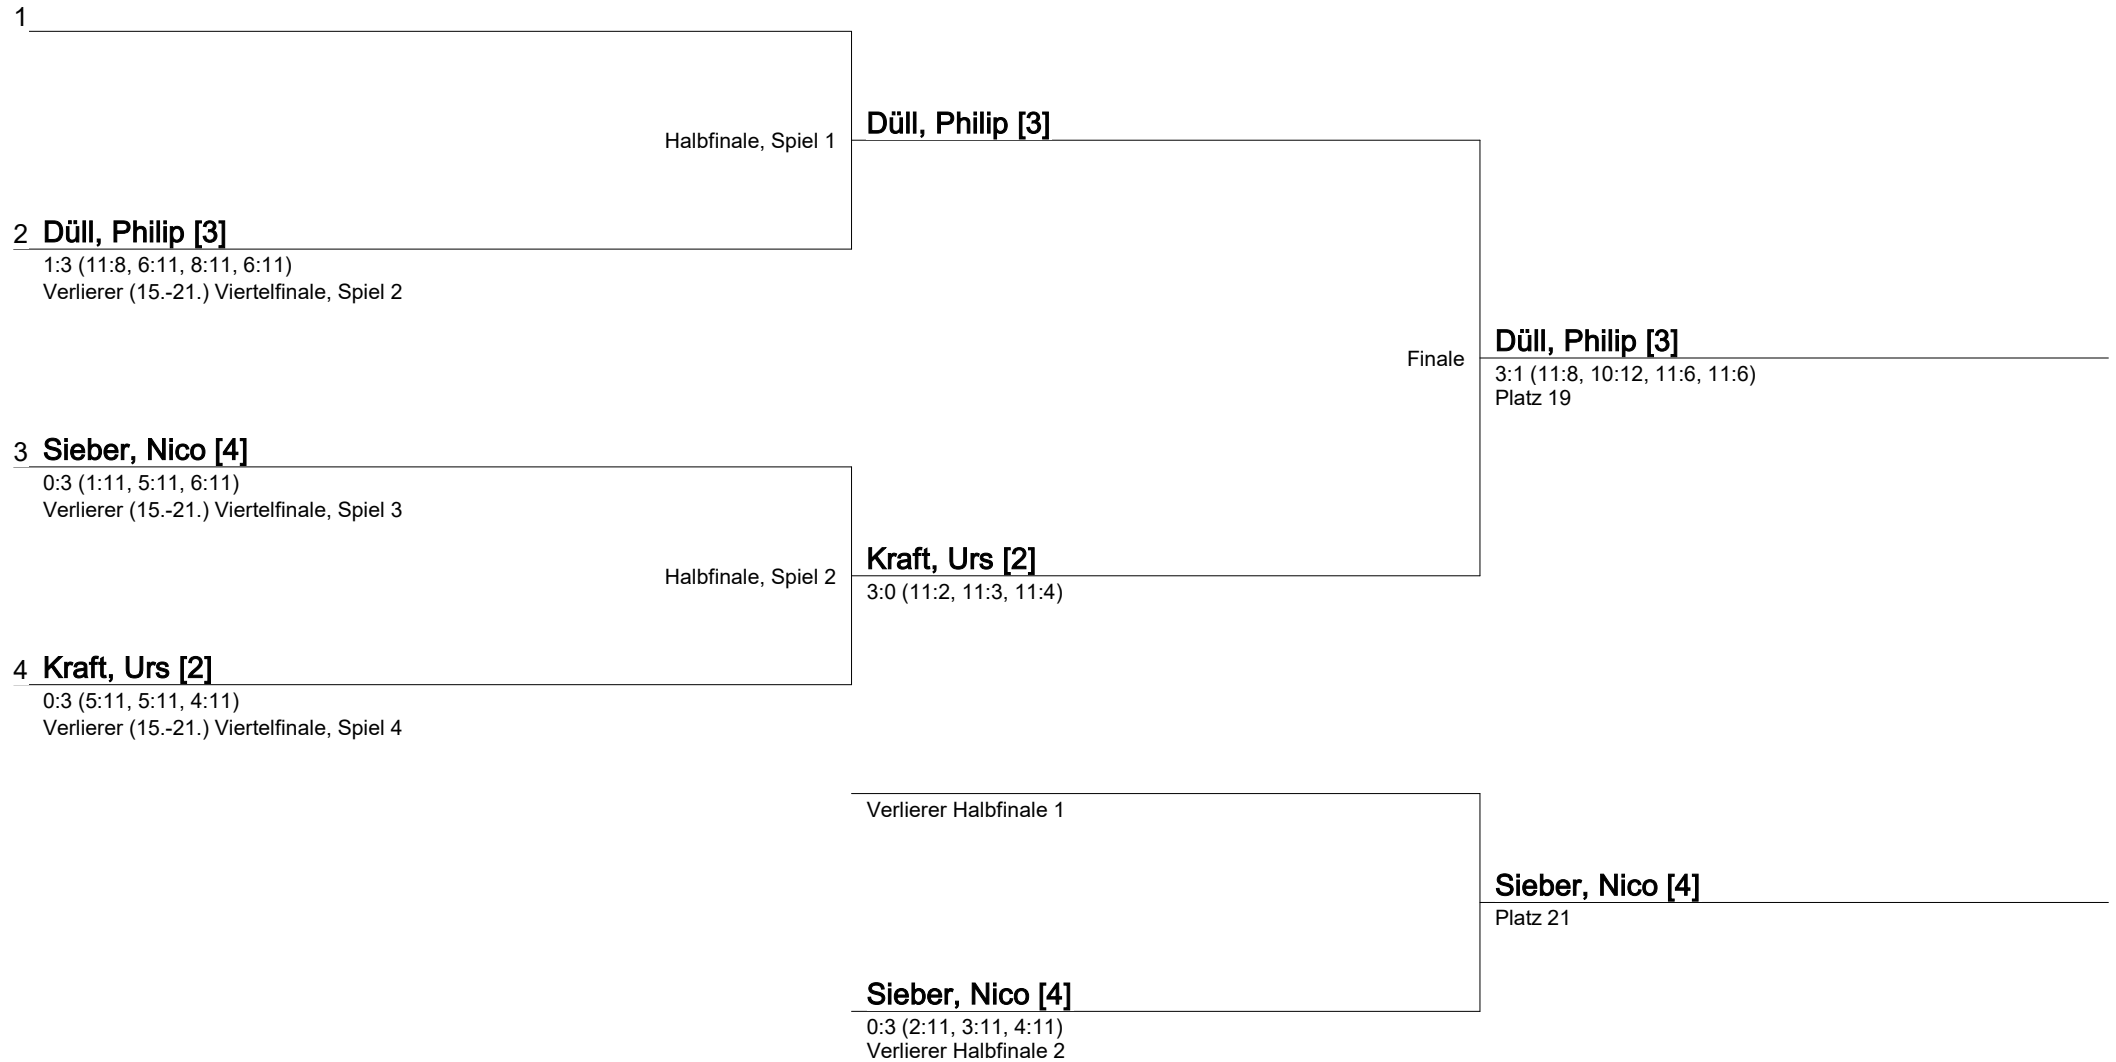 1
Halbfinale, Spiel 1
Düll, Philip [3]
2 Düll, Philip [3]
1:3 (11:8, 6:11, 8:11, 6:11)
Verlierer (15.-21.) Viertelfinale, Spiel 2
Finale
Düll, Philip [3]
3:1 (11:8, 10:12, 11:6, 11:6)
Platz 19
3 Sieber, Nico [4]
0:3 (1:11, 5:11, 6:11)
Verlierer (15.-21.) Viertelfinale, Spiel 3
Halbfinale, Spiel 2
Kraft, Urs [2]
3:0 (11:2, 11:3, 11:4)
4 Kraft, Urs [2]
0:3 (5:11, 5:11, 4:11)
Verlierer (15.-21.) Viertelfinale, Spiel 4
Verlierer Halbfinale 1
Sieber, Nico [4]
Platz 21
Sieber, Nico [4]
0:3 (2:11, 3:11, 4:11)
Verlierer Halbfinale 2